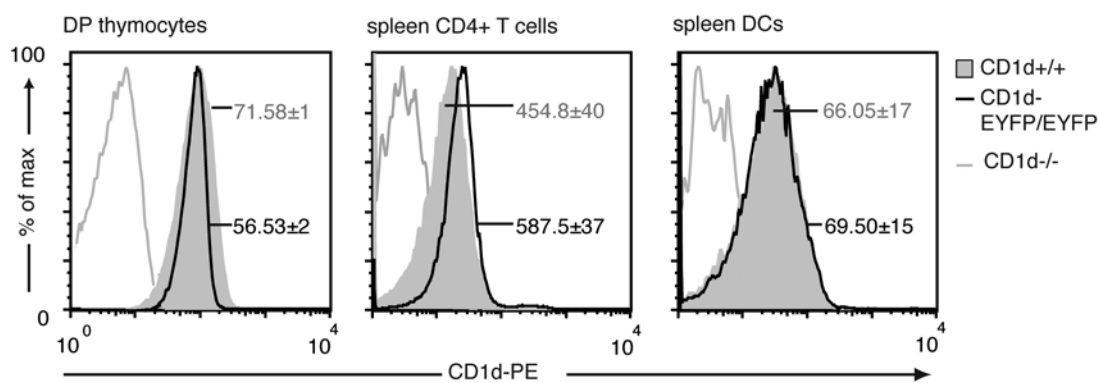 DP thymocytes
spleen CD4+ T cells
spleen DCs
100
% of max
0
71.58±1
56.53±2
454.8±40
587.5±37
66.05±17
69.50±15
CD1d+/+
CD1d-
EYFP/EYFP
CD1d-/-
10 0
10 4
10 4
10 4
CD1d-PE